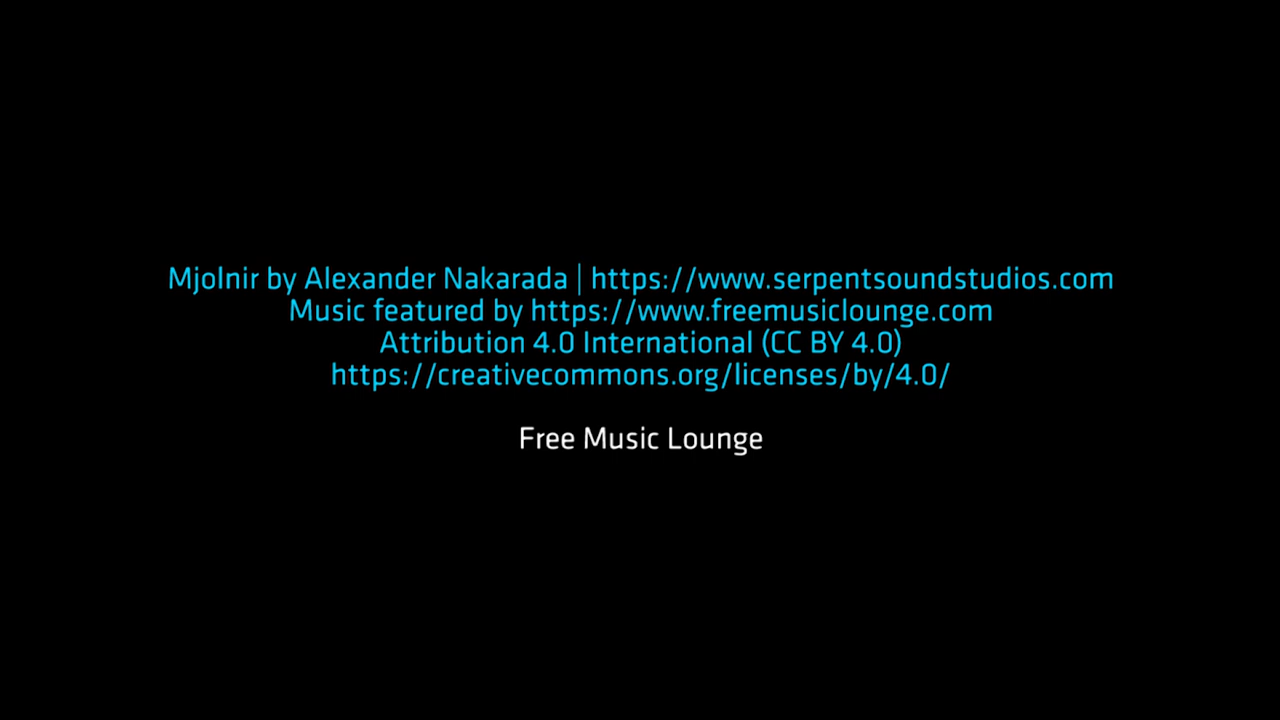 Mjolnir by Alexander Nakarada | https://www.serpentsoundstudios.com
Music featured by https://www.freemusiclounge.com
Attribution 4.0 International (CC BY 4.0)
https://creativecommons.org/licenses/by/4.0/
Free Music Lounge